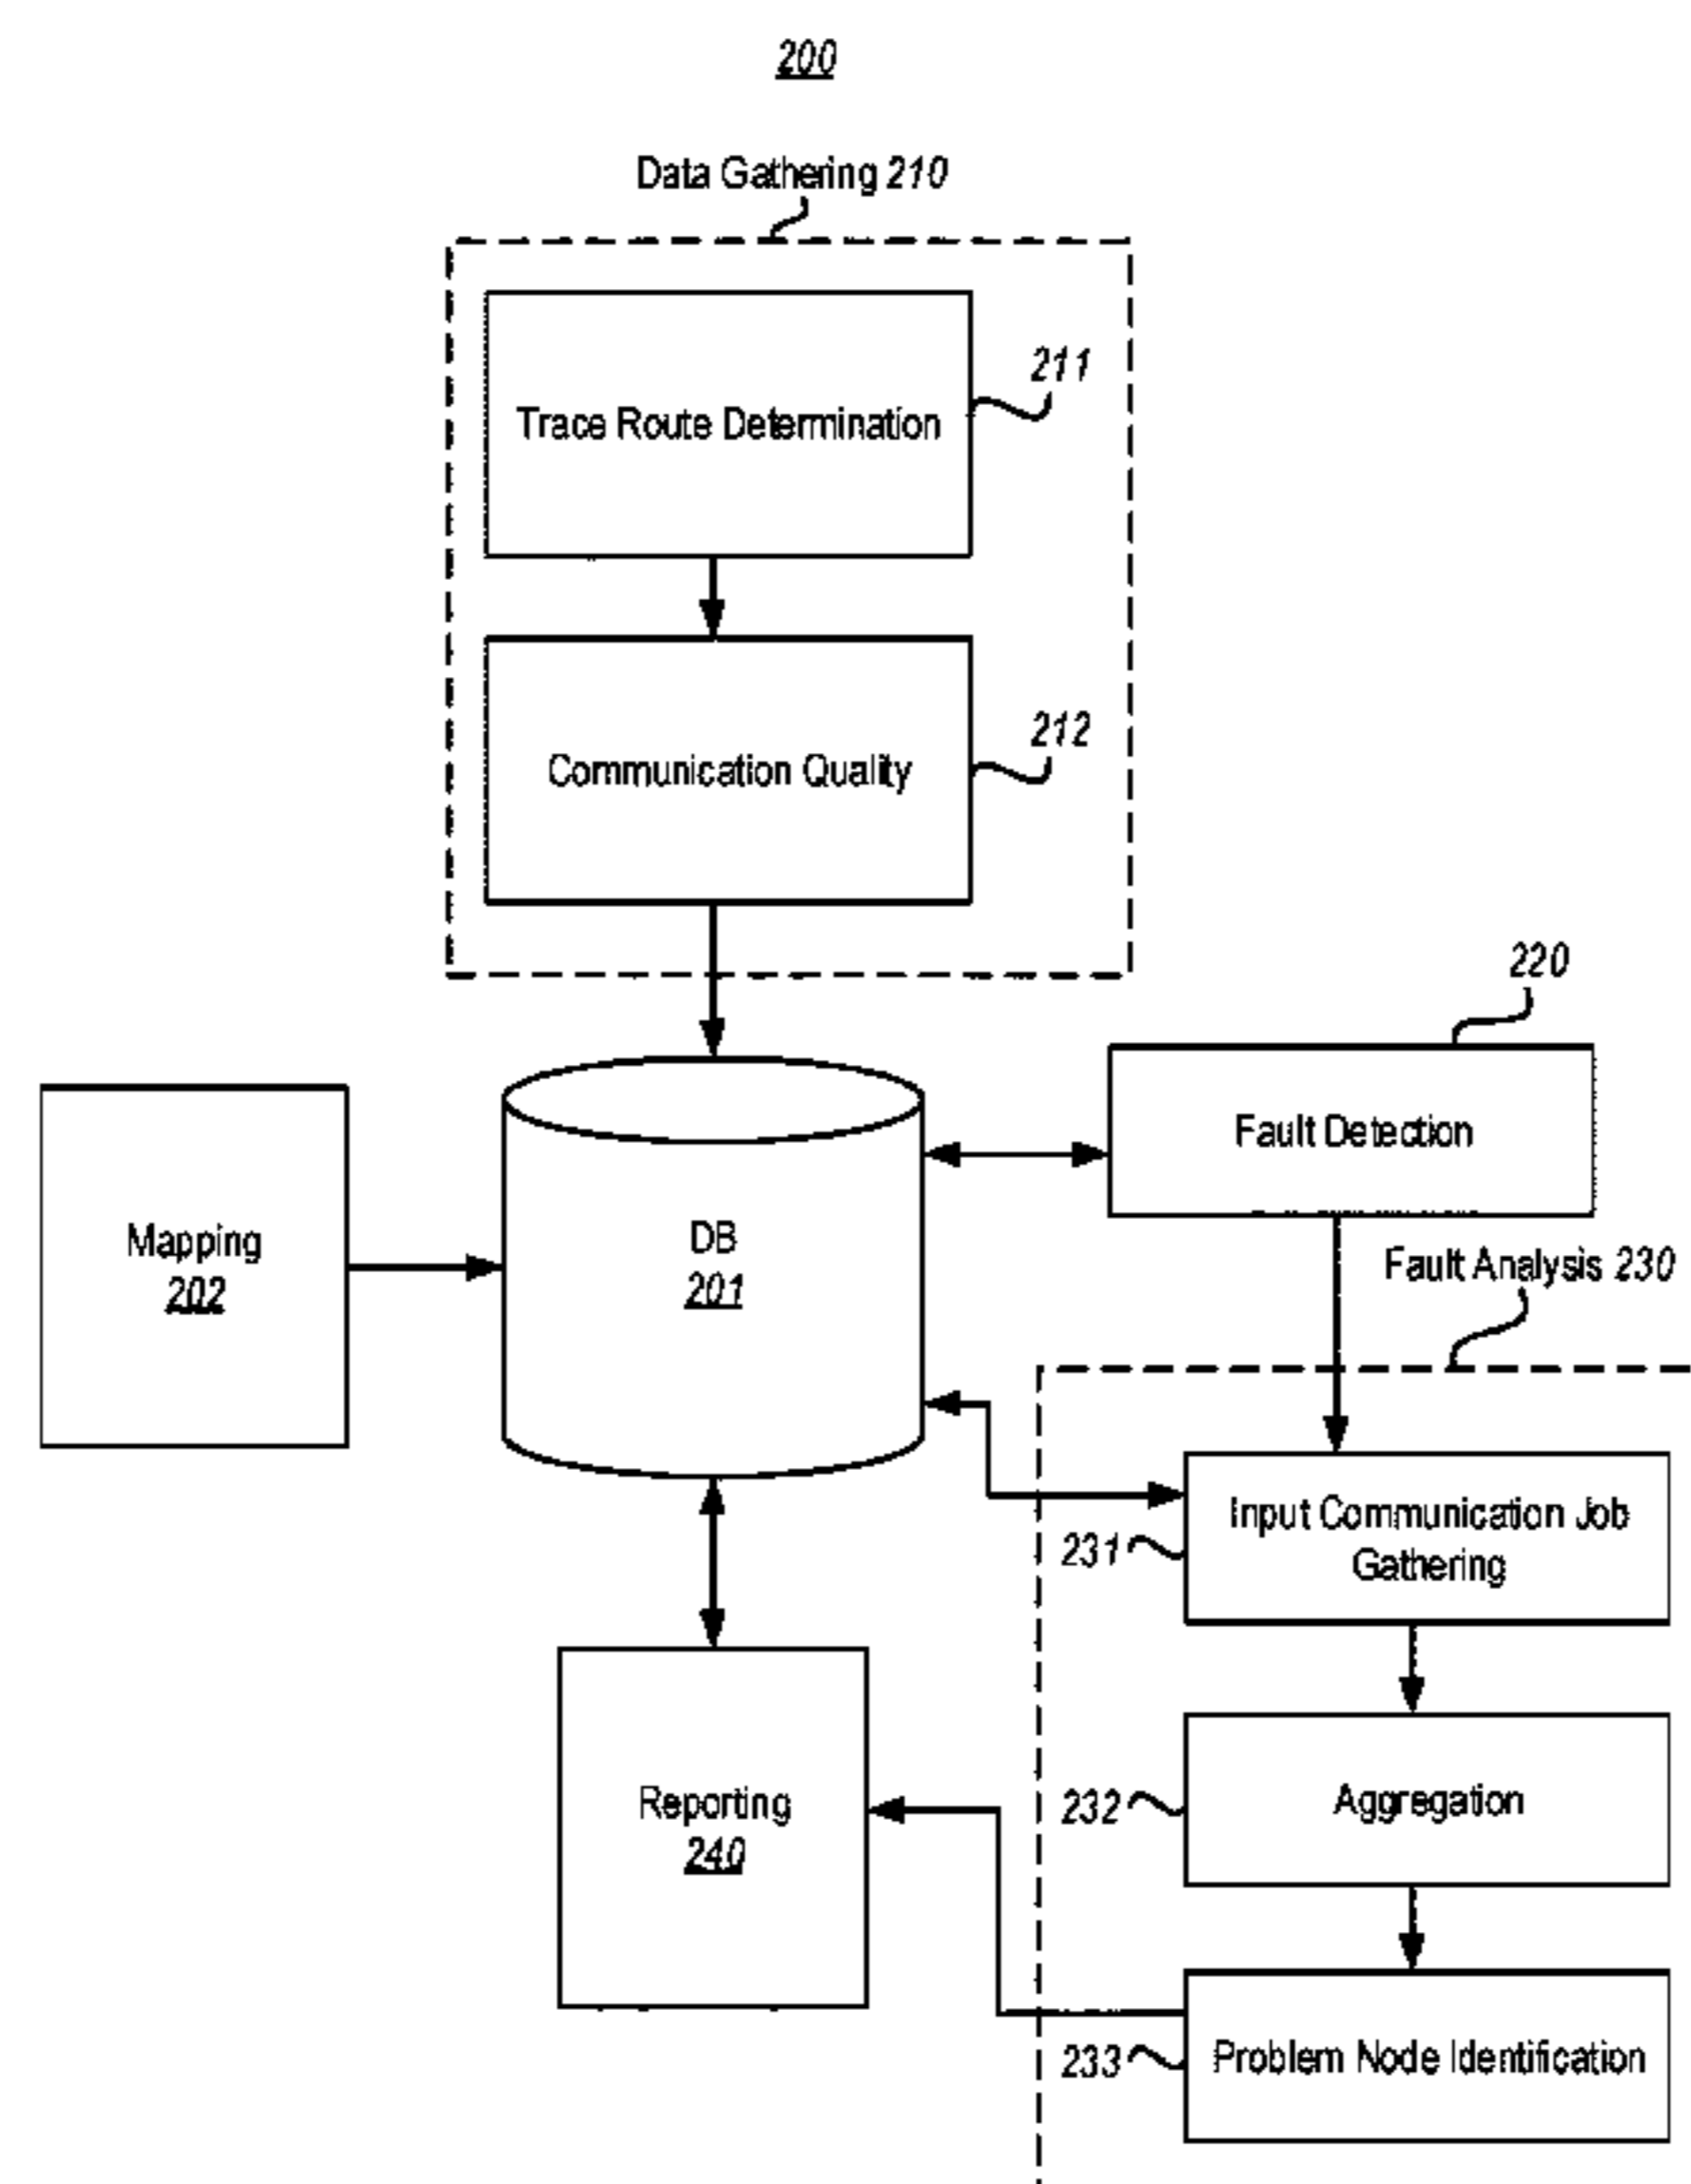 200
Data Gathering 210
211
Trace Route Determination
212
Communication Quality
220
Fault Detection
Mapping
202
DB
201
Fault Analysis 230
Input Communication Job
Gathering
231
Reporting
240
232
Aggregation
233
Problem Node Identification